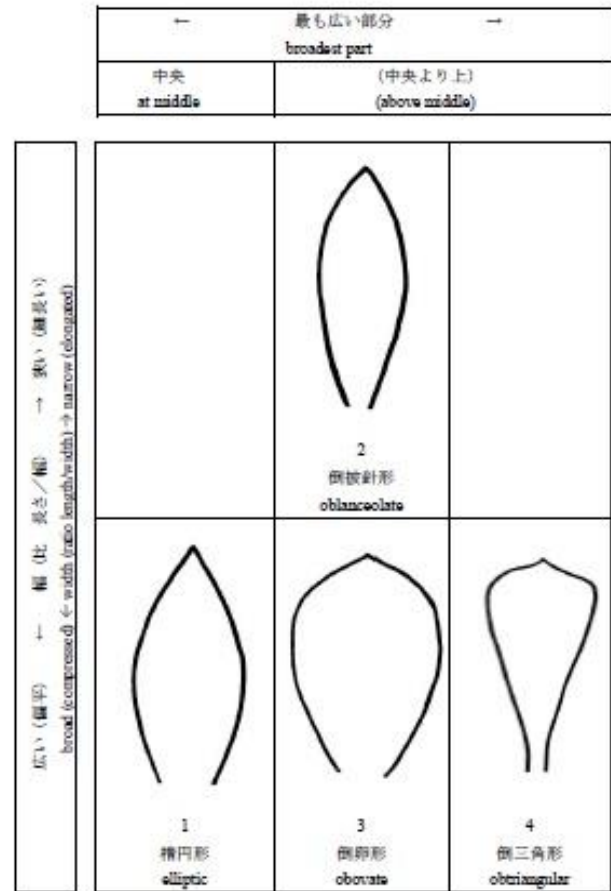 ← 最も広い部分 →
broadest part
中央
at middle
(中央より上)
(above middle)
広い (偏平) ← 幅 (比 長さ／幅) → 狭い (細長い)
broad (compressed) ← width (ratio length/width) → narrow (elongated)
2
倒披針形
oblanceolate
1
楕円形
elliptic
3
倒卵形
obovate
4
倒三角形
obtriangular